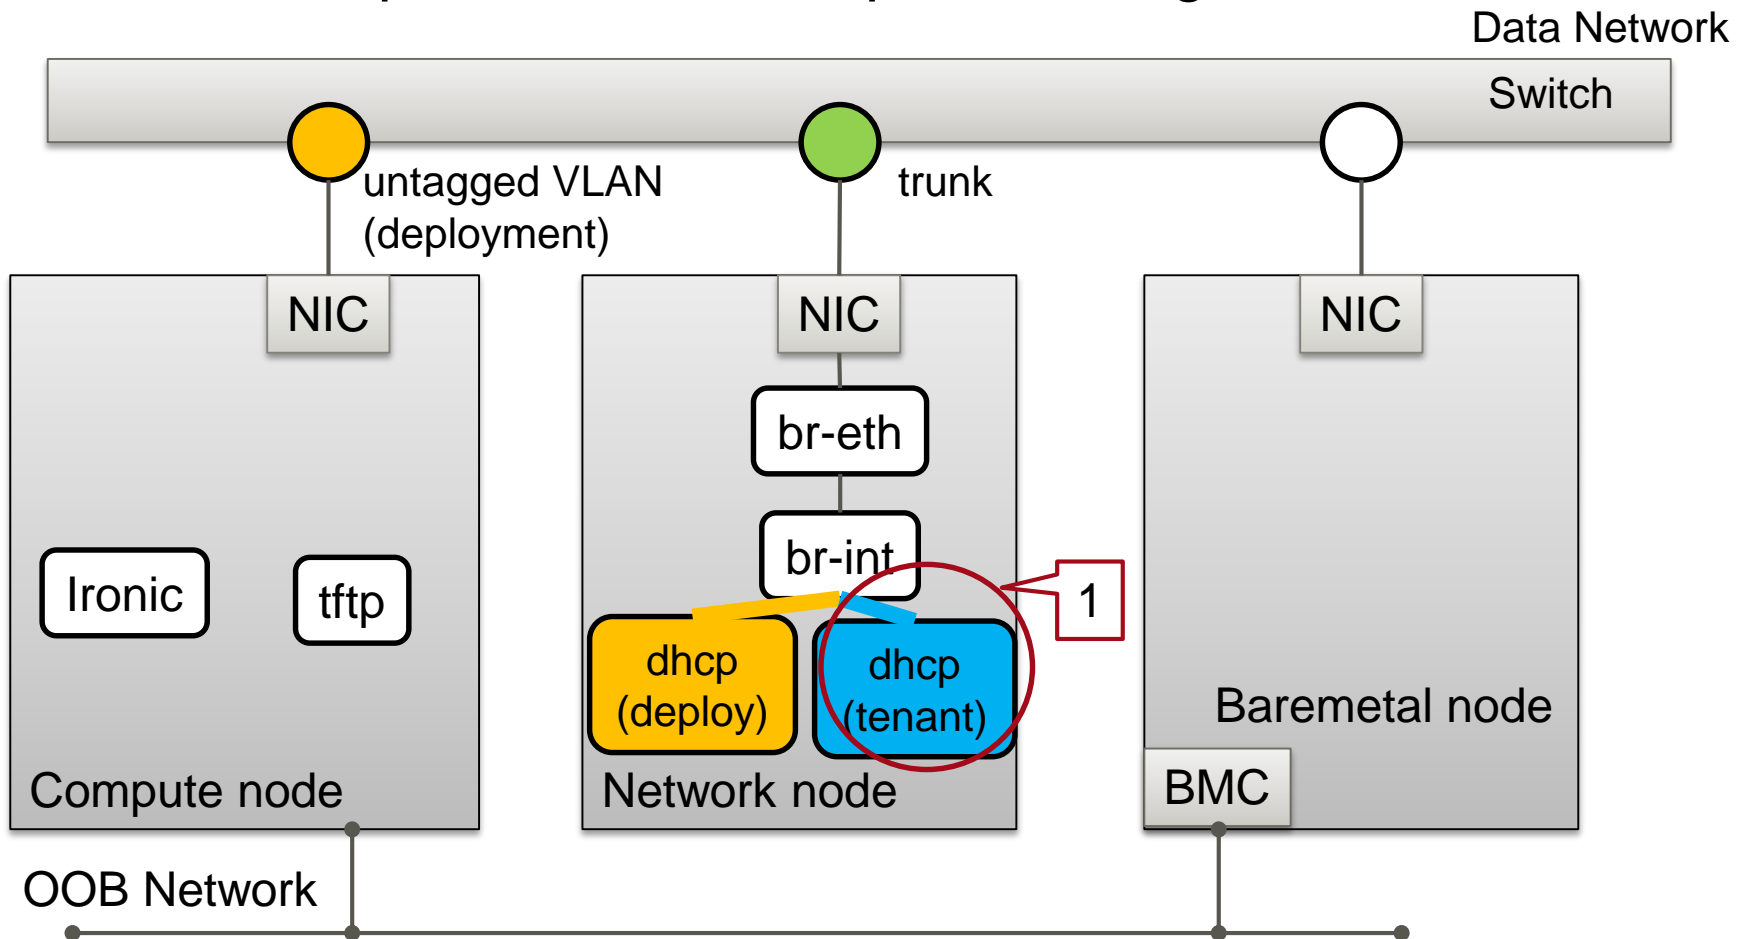 Data Network
Switch
untagged VLAN
(deployment)
trunk
NIC
NIC
NIC
br-eth
br-int
Ironic
tftp
1
dhcp
(deploy)
dhcp
(tenant)
Baremetal node
Compute node
Network node
BMC
OOB Network